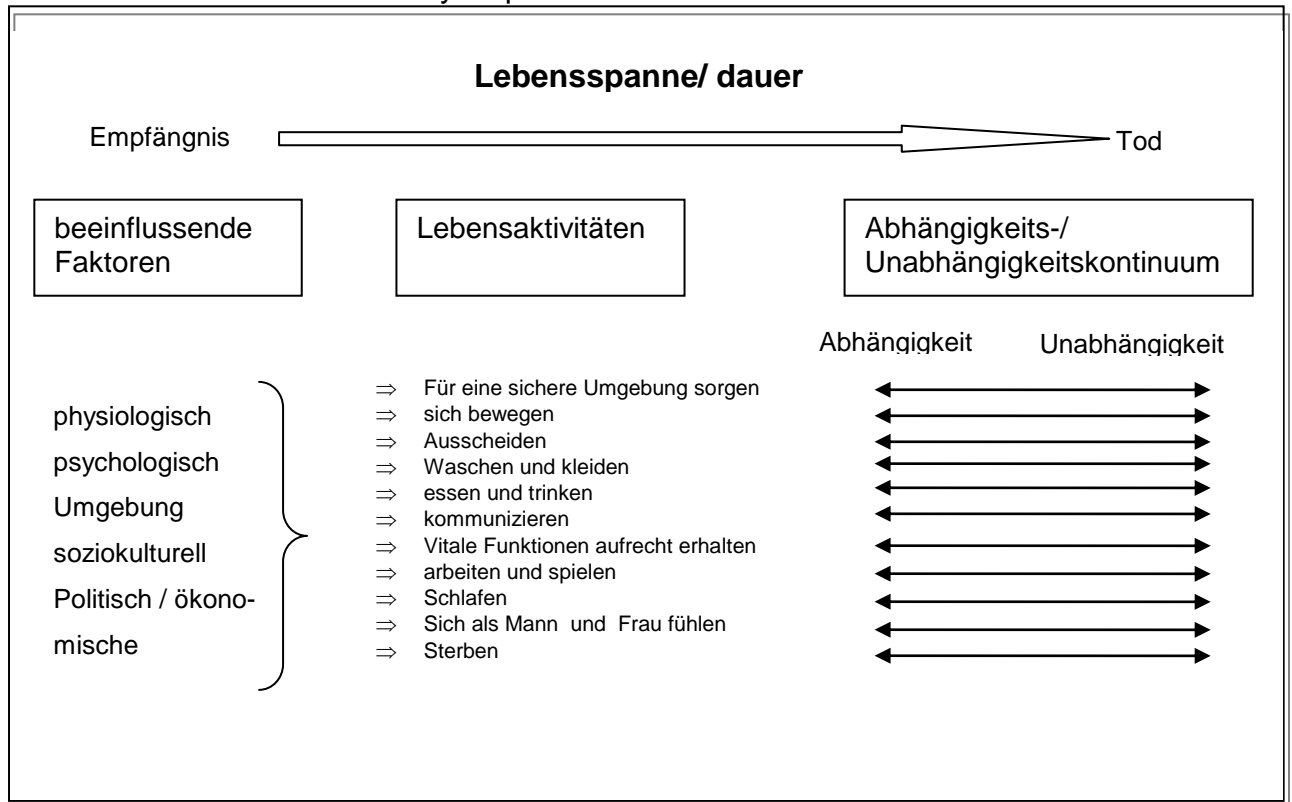 Lebensspanne/ dauer
Empfängnis
Tod
beeinflussende
Faktoren
Lebensaktivitäten
Abhängigkeits-/
Unabhängigkeitskontinuum
Abhängigkeit Unabhängigkeit
physiologisch
psychologisch
Umgebung
soziokulturell
Politisch / ökono-
mische
⇒ Für eine sichere Umgebung sorgen
⇒ sich bewegen
⇒ Ausscheiden
⇒ Waschen und kleiden
⇒ essen und trinken
⇒ kommunizieren
⇒ Vitale Funktionen aufrecht erhalten
⇒ arbeiten und spielen
⇒ Schlafen
⇒ Sich als Mann und Frau fühlen
⇒ Sterben